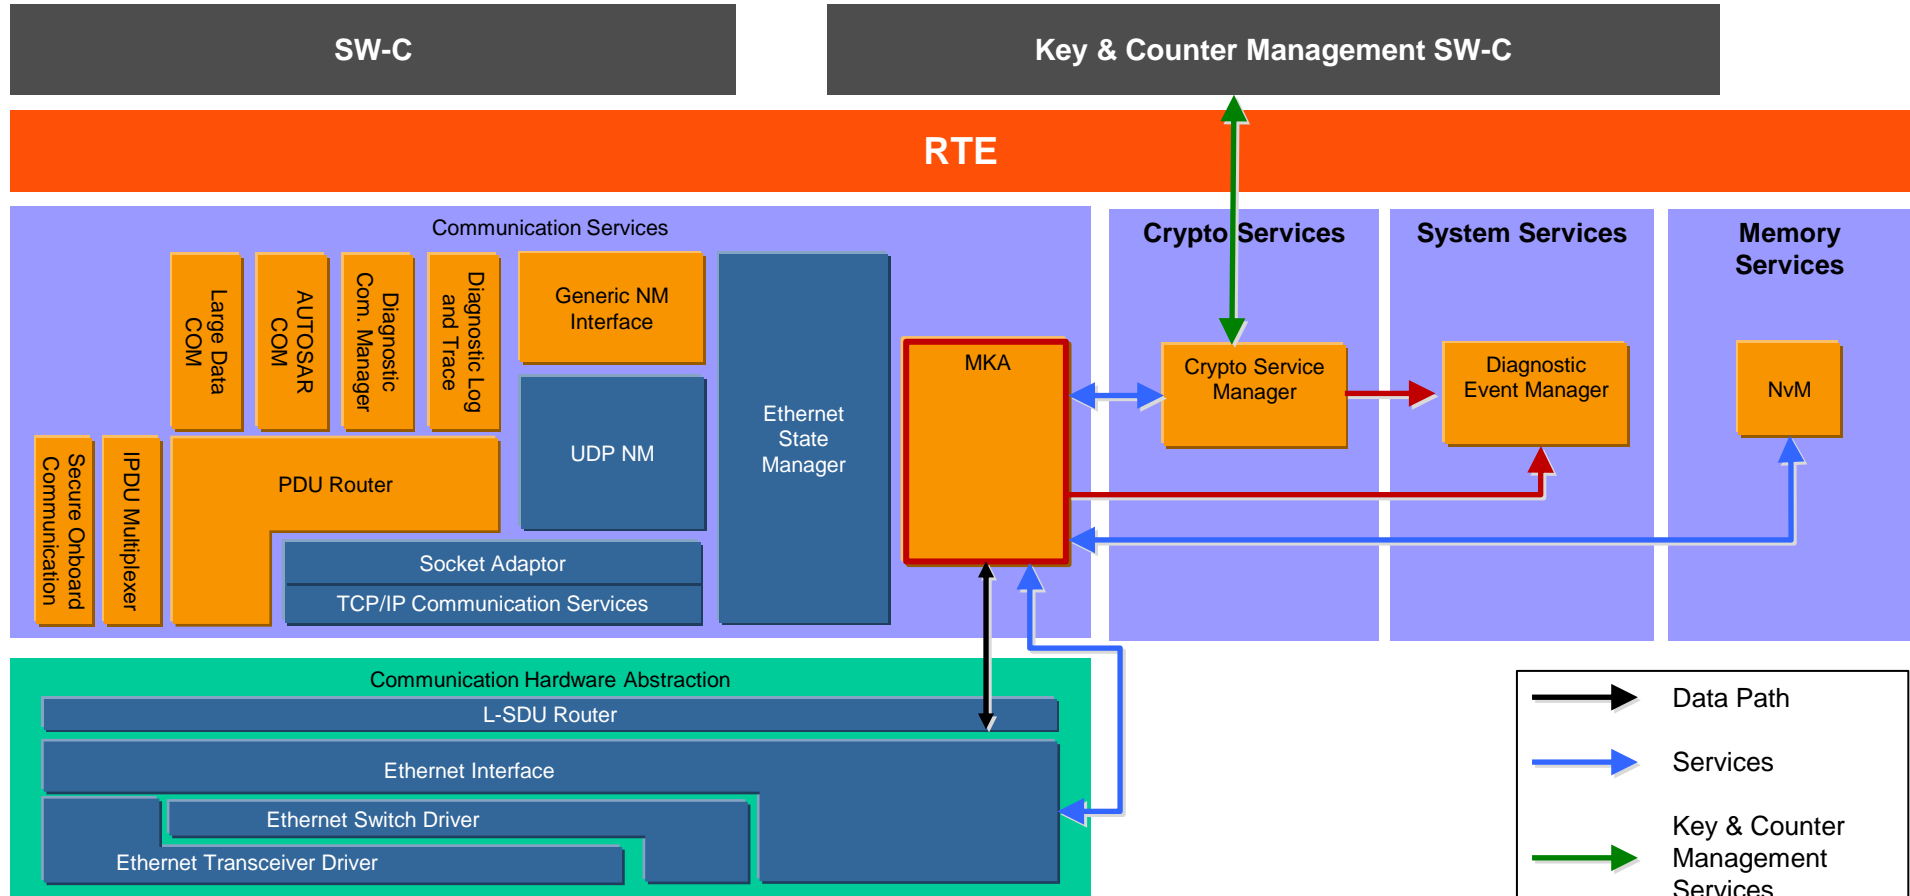 SW-C
Key & Counter Management SW-C
RTE
Communication Services
Crypto Services
System Services
Memory
Services
Large Data
COM
AUTOSAR
COM
Diagnostic
Com. Manager
Diagnostic Log
and Trace
Generic NM
Interface
UDP NM
Ethernet
State
Manager
MKA
Crypto Service
Manager
Diagnostic
Event Manager
NvM
Secure Onboard
Communication
IPDU Multiplexer
PDU Router
Socket Adaptor
TCP/IP Communication Services
Communication Hardware Abstraction
L-SDU Router
Ethernet Interface
Ethernet Switch Driver
Ethernet Transceiver Driver
Data Path
Services
Key & Counter
Management
Services